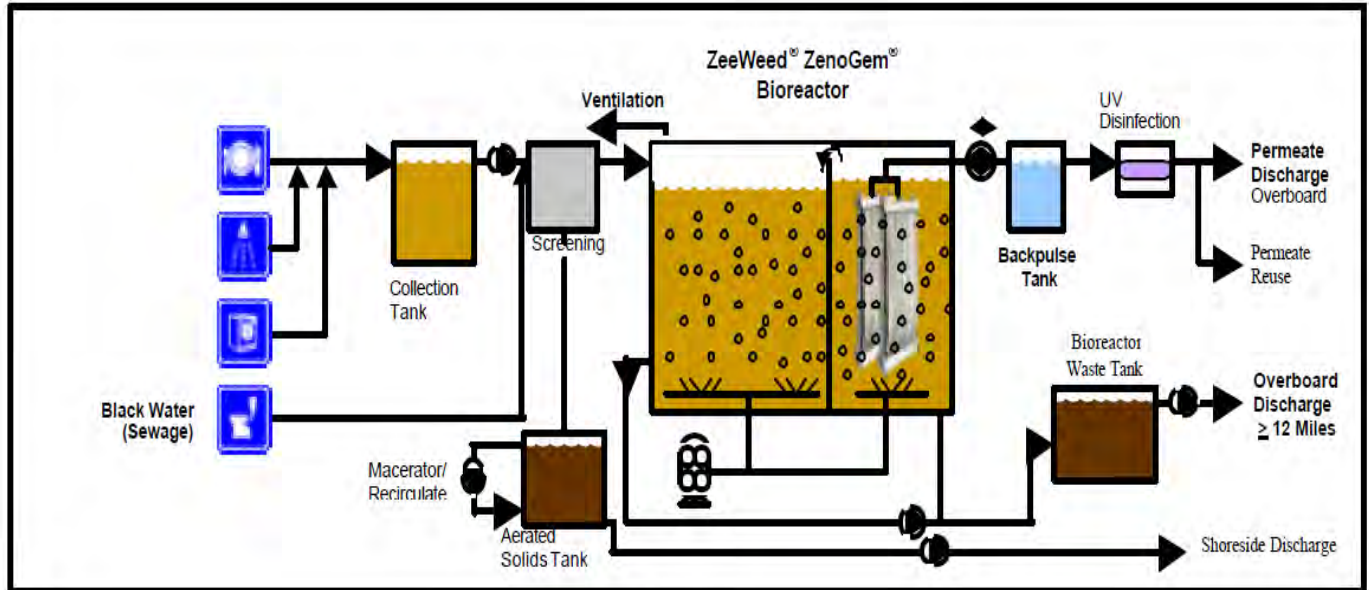 ZeeWeed® ZenoGem®
Bioreactor
Ventilation
UV
Disinfection
Permeate
Discharge
Overboard
Screening
Collection
Tank
Backpulse
Tank
Permeate
Reuse
Bioreactor
Waste Tank
Black Water
(Sewage)
Overboard
Discharge
≥ 12 Miles
Macerator/
Recirculate
Aerated
Solids Tank
Shoreside Discharge